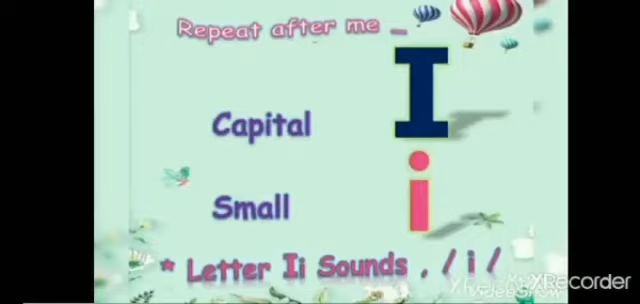 Repeat after me _
Capital I
Small i
* Letter Ii Sounds , / i /
XRecorder